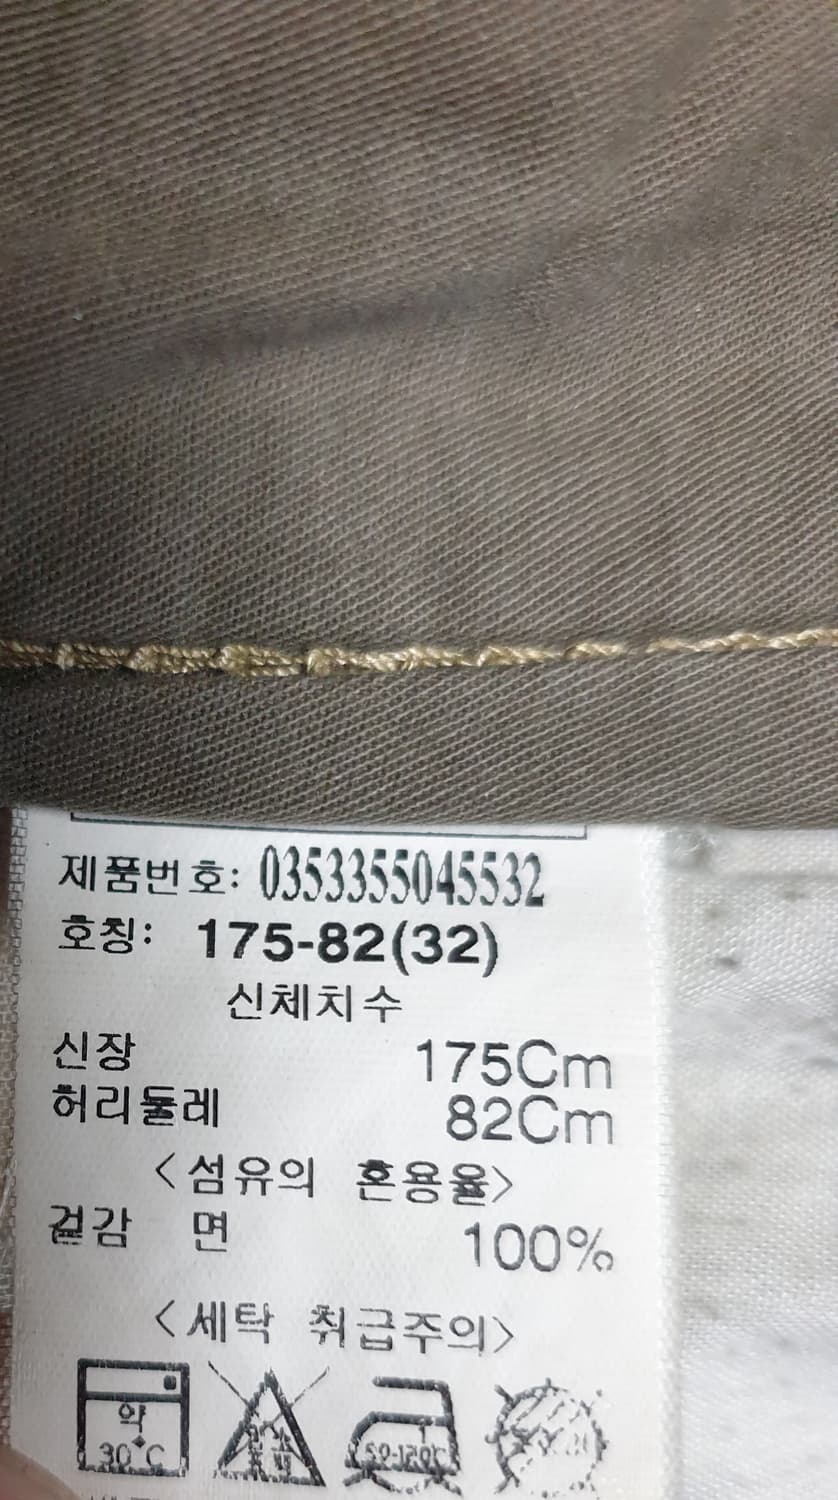 제품번호: 0353355045532
호칭: 175-82(32)
신체치수
신장 175Cm
허리둘레 82Cm
<섬유의 혼용율>
겉감 면 100%
<세탁 취급주의>
약
30°C